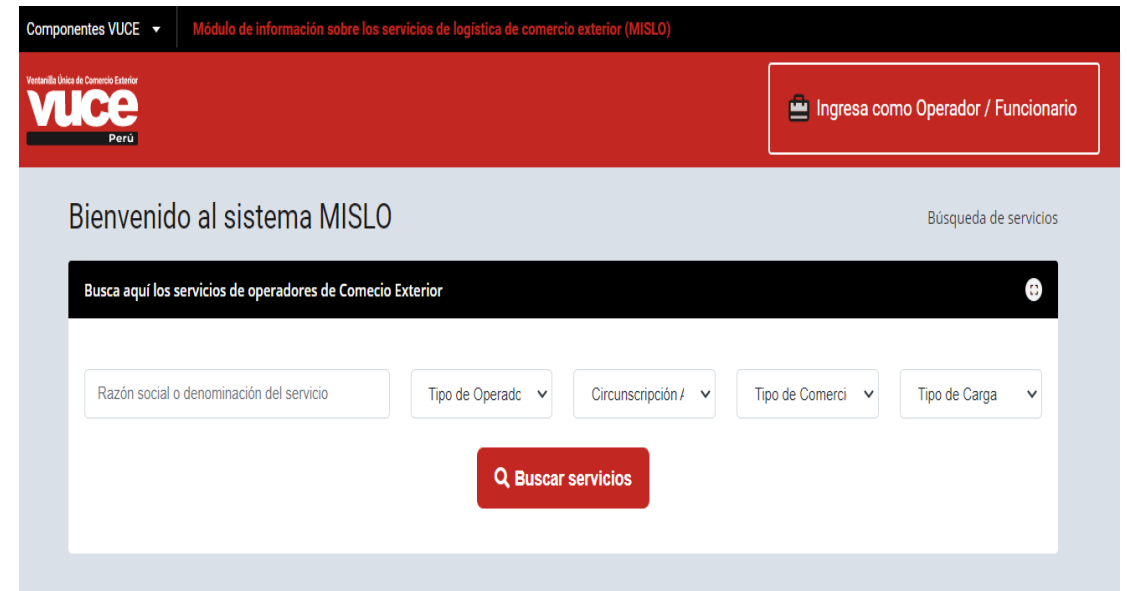 Componentes VUCE
Módulo de información sobre los servicios de logística de comercio exterior (MISLO)
Ventanilla Única de Comercio Exterior
vuce
Perú
Ingresa como Operador / Funcionario
Bienvenido al sistema MISLO
Búsqueda de servicios
Busca aquí los servicios de operadores de Comecio Exterior
Razón social o denominación del servicio
Tipo de Operado
Circunscripción A
Tipo de Comerci
Tipo de Carga
Buscar servicios